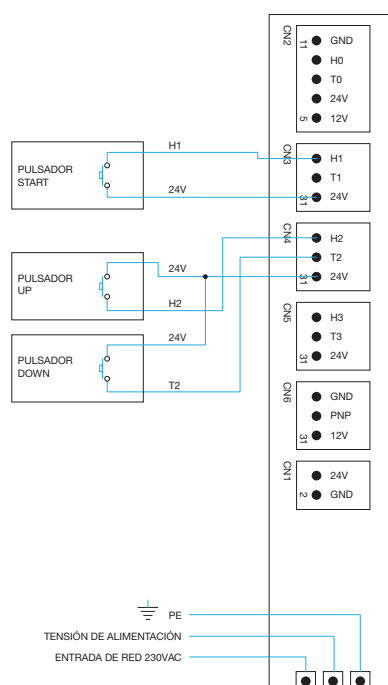 CN2
11
GND
H0
T0
24V
5
12V
PULSADOR
START
H1
24V
CN3
H1
T1
31
24V
PULSADOR
UP
24V
H2
CN4
H2
T2
31
24V
PULSADOR
DOWN
24V
T2
CN5
H3
T3
31
24V
CN6
GND
PNP
31
12V
CN1
24V
2
GND
PE
TENSIÓN DE ALIMENTACIÓN
ENTRADA DE RED 230VAC